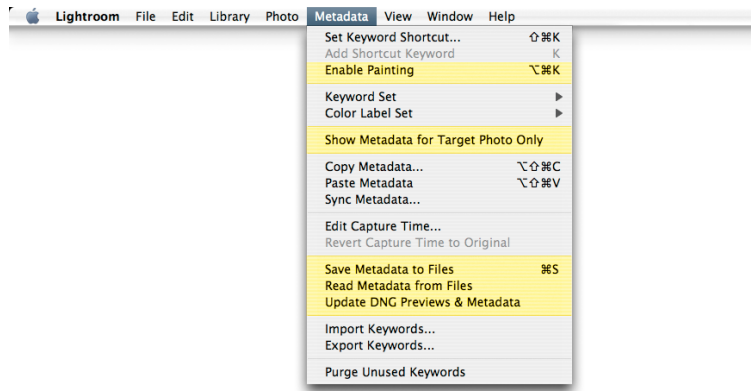 Lightroom File Edit Library Photo Metadata View Window Help
Set Keyword Shortcut... ⇧⌘K
Add Shortcut Keyword K
Enable Painting ⌥⌘K
Keyword Set ▶
Color Label Set ▶
Show Metadata for Target Photo Only
Copy Metadata... ⌥⇧⌘C
Paste Metadata ⌥⇧⌘V
Sync Metadata...
Edit Capture Time...
Revert Capture Time to Original
Save Metadata to Files ⌘S
Read Metadata from Files
Update DNG Previews & Metadata
Import Keywords...
Export Keywords...
Purge Unused Keywords